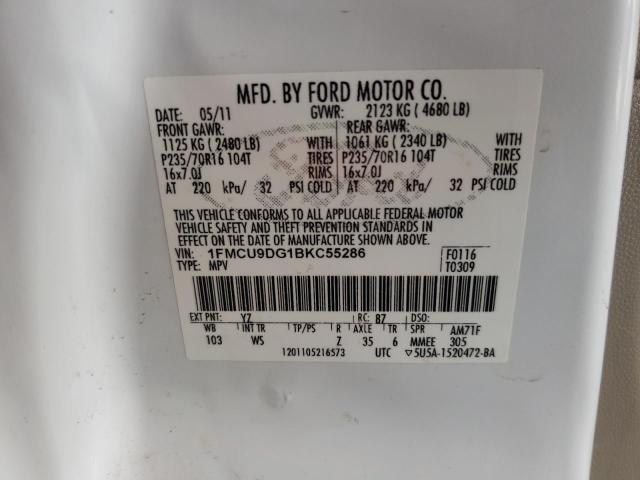 MFD. BY FORD MOTOR CO.
DATE: 05/11 GVWR: 2123 KG ( 4680 LB)
FRONT GAWR: REAR GAWR:
1125 KG ( 2480 LB) WITH 1061 KG ( 2340 LB) WITH
P235/70R16 104T TIRES P235/70R16 104T TIRES
16x7.0J RIMS 16x7.0J RIMS
AT 220 kPa/ 32 PSI COLD AT 220 kPa/ 32 PSI COLD
THIS VEHICLE CONFORMS TO ALL APPLICABLE FEDERAL MOTOR
VEHICLE SAFETY AND THEFT PREVENTION STANDARDS IN
EFFECT ON THE DATE OF MANUFACTURE SHOWN ABOVE.
VIN: 1FMCU9DG1BKC55286 F0116
TYPE: MPV T0309
EXT PNT: YZ RC: B7 DSO:
WB INT TR TP/PS R AXLE TR SPR AM71F
103 WS Z 35 6 MMEE 305
1201105216573 UTC ▽5U5A-1520472-BA